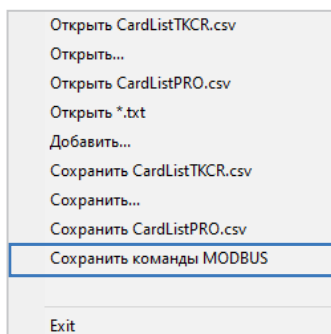 Открыть CardListTKCR.csv
Открыть...
Открыть CardListPRO.csv
Открыть *.txt
Добавить...
Сохранить CardListTKCR.csv
Сохранить...
Сохранить CardListPRO.csv
Сохранить команды MODBUS
Exit